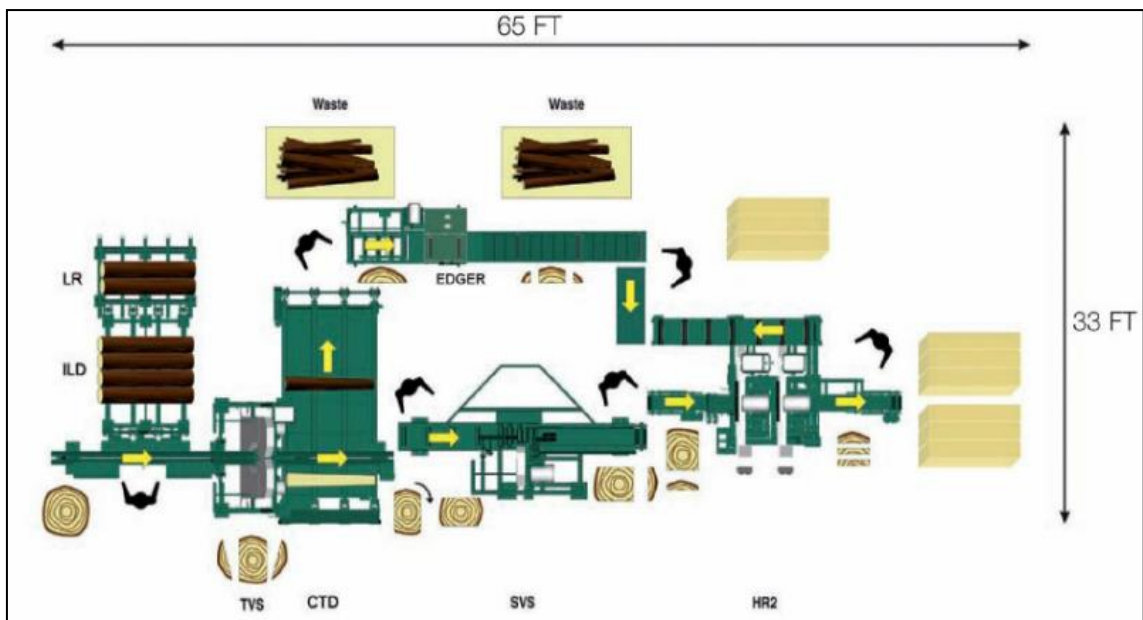 65 FT
Waste
Waste
LR
EDGER
ILD
33 FT
TVS
CTD
SVS
HR2